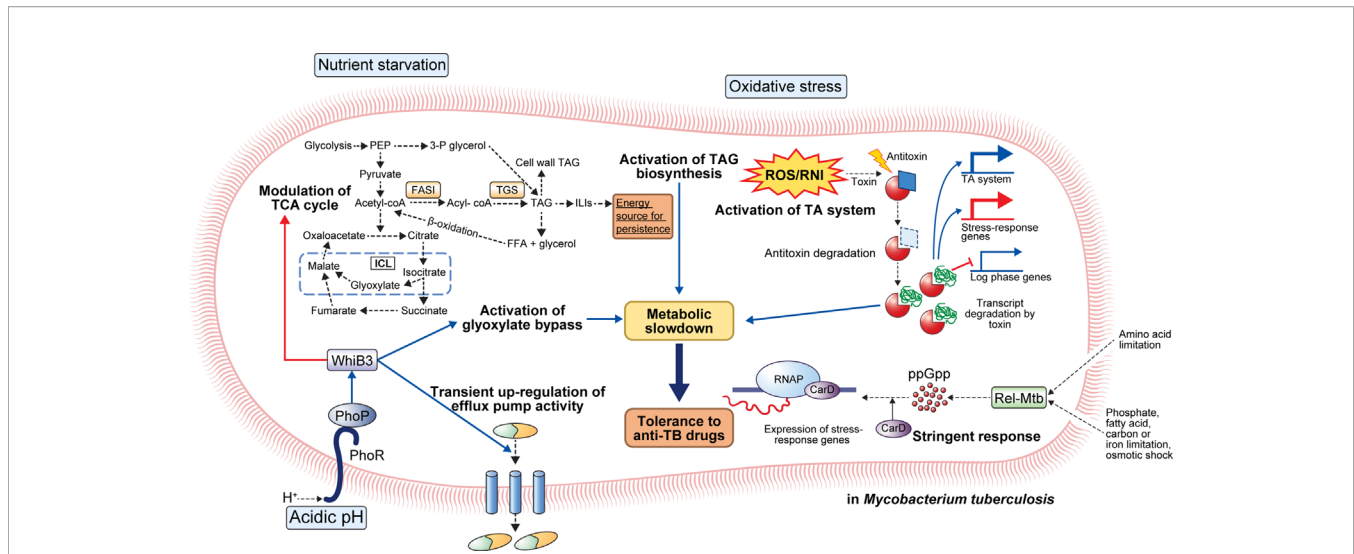 Nutrient starvation
Oxidative stress
Glycolysis
PEP
3-P glycerol
Pyruvate
Cell wall TAG
Modulation of
TCA cycle
FASI
TGS
Acetyl-coA
Acyl- coA
TAG
ILIs
Energy
source for
persistence
β-oxidation
FFA + glycerol
Oxaloacetate
Citrate
ICL
Malate
Isocitrate
Glyoxylate
Fumarate
Succinate
Activation of TAG
biosynthesis
ROS/RNI
Antitoxin
Toxin
Activation of TA system
Antitoxin degradation
TA system
Stress-response
genes
Log phase genes
Transcript
degradation by
toxin
Activation of
glyoxylate bypass
Metabolic
slowdown
WhiB3
Transient up-regulation of
efflux pump activity
PhoP
PhoR
H+
Acidic pH
Tolerance to
anti-TB drugs
RNAP
CarD
Expression of stress-
response genes
ppGpp
CarD
Stringent response
Rel-Mtb
Amino acid
limitation
Phosphate,
fatty acid,
carbon or
iron limitation,
osmotic shock
in Mycobacterium tuberculosis